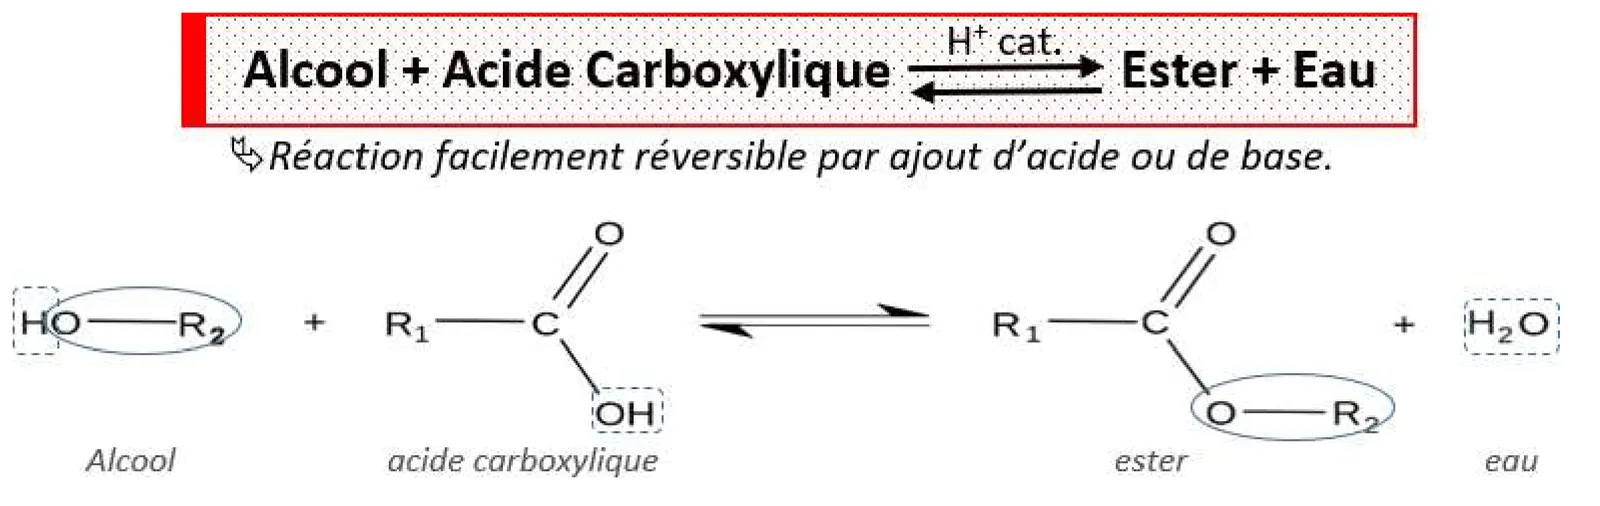 H⁺ cat.
Alcool + Acide Carboxylique ⇄ Ester + Eau
Réaction facilement réversible par ajout d’acide ou de base.
O O
HO R₂ + R₁ C ⇌ R₁ C + H₂O
OH O R₂
Alcool acide carboxylique ester eau